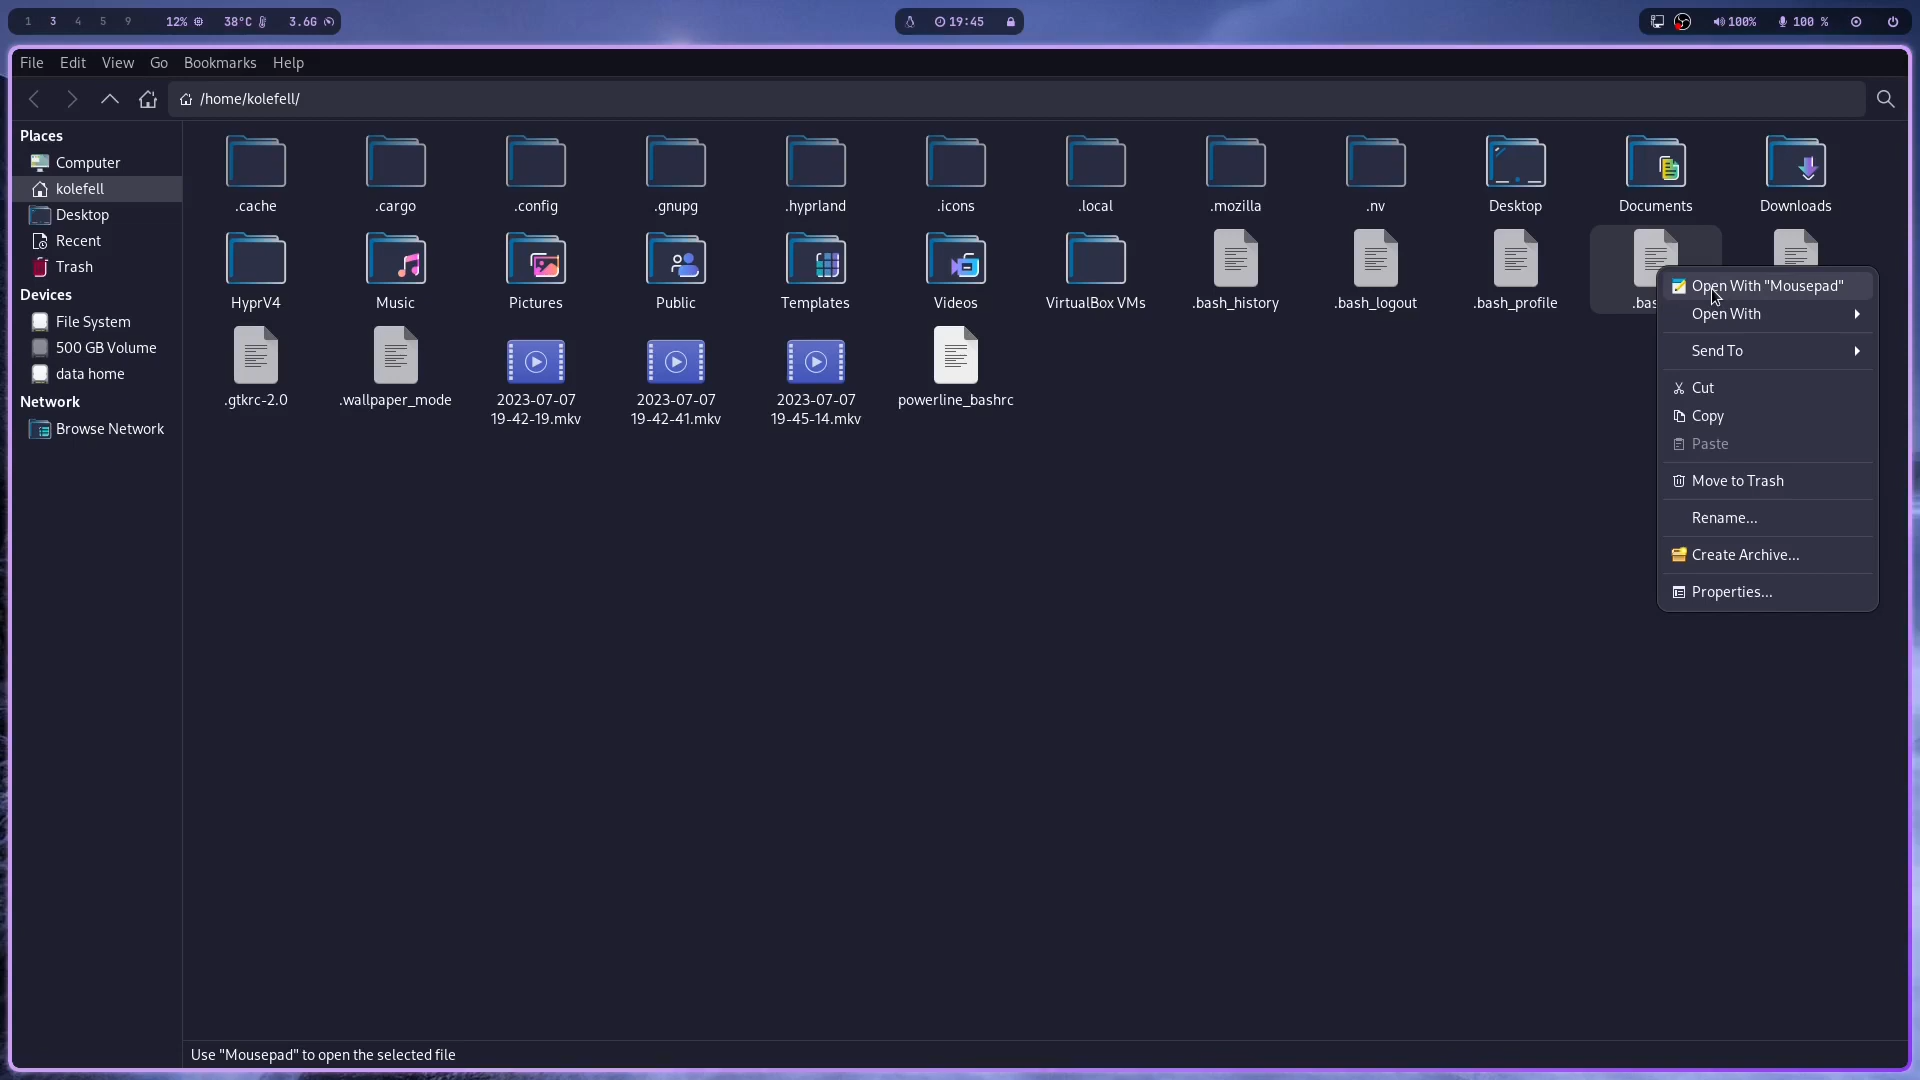 1 3 4 5 9 12% 38°C 3.6G
19:45
100% 100 %
File Edit View Go Bookmarks Help
/home/kolefell/
Places
Computer
kolefell
Desktop
Recent
Trash
Devices
File System
500 GB Volume
data home
Network
Browse Network
.cache .cargo .config .gnupg .hyprland .icons .local .mozilla .nv Desktop Documents Downloads
HyprV4 Music Pictures Public Templates Videos VirtualBox VMs .bash_history .bash_logout .bash_profile .bas
.gtkrc-2.0 .wallpaper_mode 2023-07-07 2023-07-07 2023-07-07 powerline_bashrc
19-42-19.mkv 19-42-41.mkv 19-45-14.mkv
Open With "Mousepad"
Open With
Send To
Cut
Copy
Paste
Move to Trash
Rename...
Create Archive...
Properties...
Use "Mousepad" to open the selected file